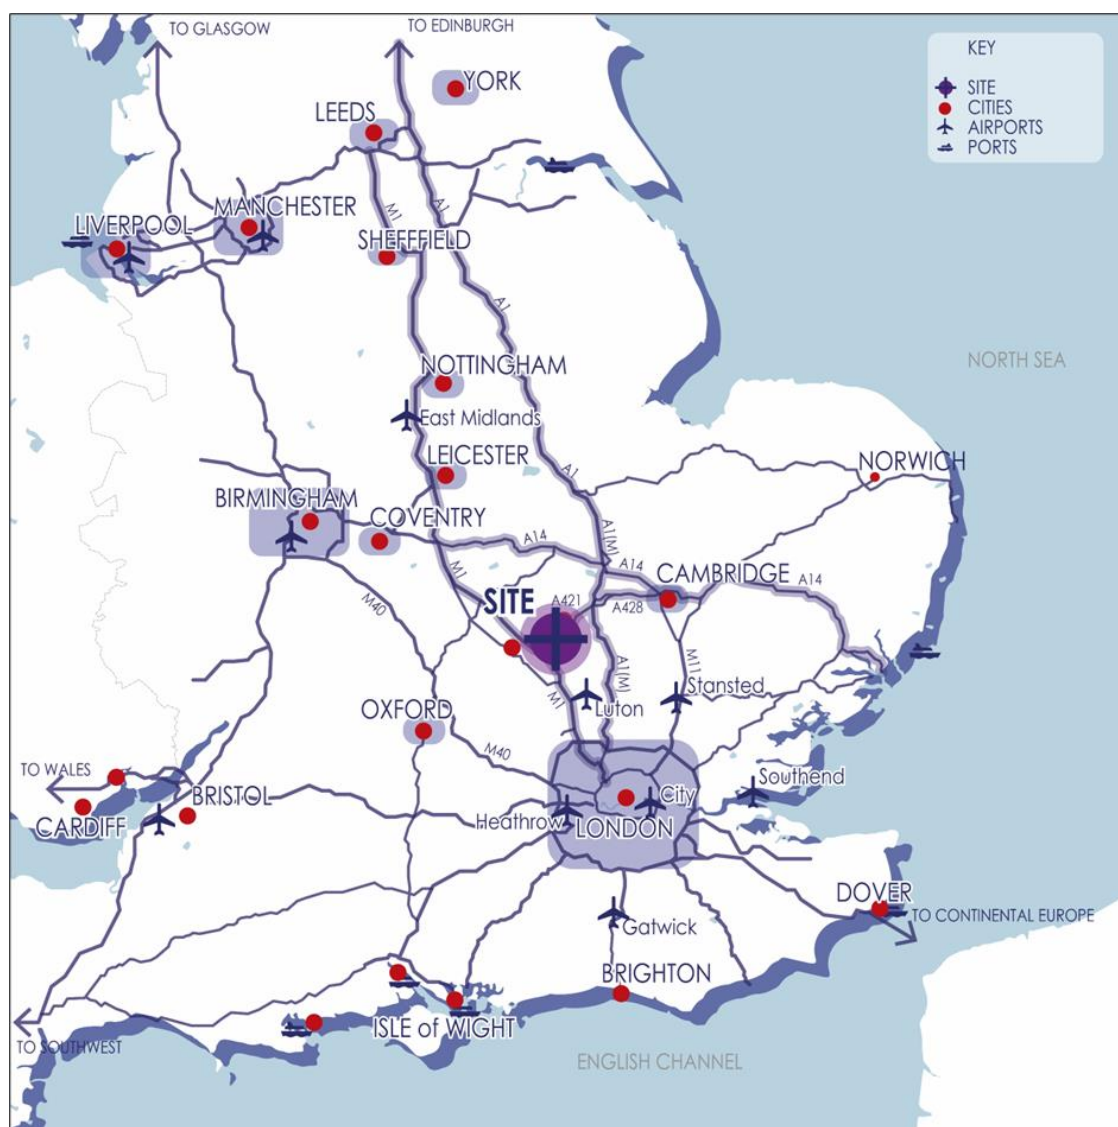 TO GLASGOW
TO EDINBURGH
KEY
SITE
CITIES
AIRPORTS
PORTS
YORK
LEEDS
M1
A1
MANCHESTER
LIVERPOOL
SHEFFFIELD
A1
NORTH SEA
NOTTINGHAM
East Midlands
LEICESTER
A1
NORWICH
BIRMINGHAM
COVENTRY
A14
A1(M)
A14
CAMBRIDGE
A14
M1
M40
SITE
A421
A428
M11
A1(M)
Stansted
M1
Luton
OXFORD
M40
TO WALES
Southend
BRISTOL
City
CARDIFF
Heathrow
LONDON
DOVER
TO CONTINENTAL EUROPE
Gatwick
BRIGHTON
ISLE of WIGHT
TO SOUTHWEST
ENGLISH CHANNEL